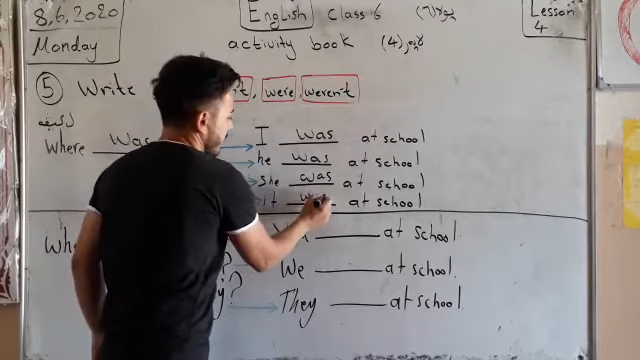 8,6,2020
Monday
English class 6
Lesson 4
activity book (4)
5 Write 't, were, weren't
where was I was at school
he was at school
she was at school
it at school
at school
We at school.
They at school.